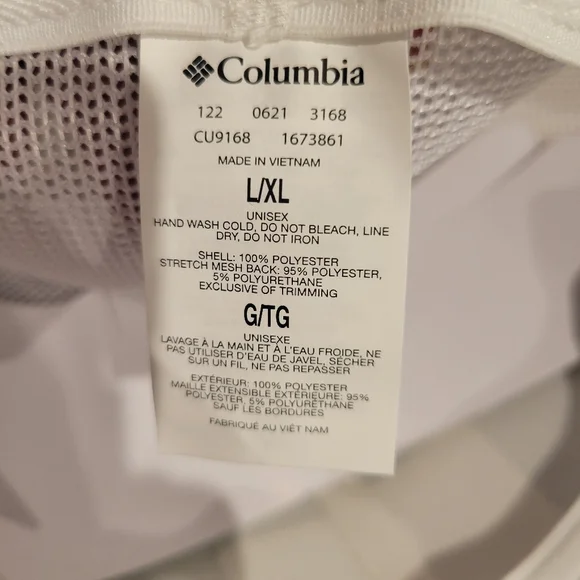 Columbia
122 0621 3168
CU9168 1673861
MADE IN VIETNAM
L/XL
UNISEX
HAND WASH COLD, DO NOT BLEACH, LINE
DRY, DO NOT IRON
SHELL: 100% POLYESTER
STRETCH MESH BACK: 95% POLYESTER,
5% POLYURETHANE
EXCLUSIVE OF TRIMMING
G/TG
UNISEXE
LAVAGE À LA MAIN ET À L'EAU FROIDE, NE
PAS UTILISER D'EAU DE JAVEL, SÉCHER
SUR UN FIL, NE PAS REPASSER
EXTÉRIEUR: 100% POLYESTER
MAILLE EXTENSIBLE EXTÉRIEURE: 95%
POLYESTER, 5% POLYURÉTHANE
SAUF LES BORDURES
FABRIQUÉ AU VIÊT NAM